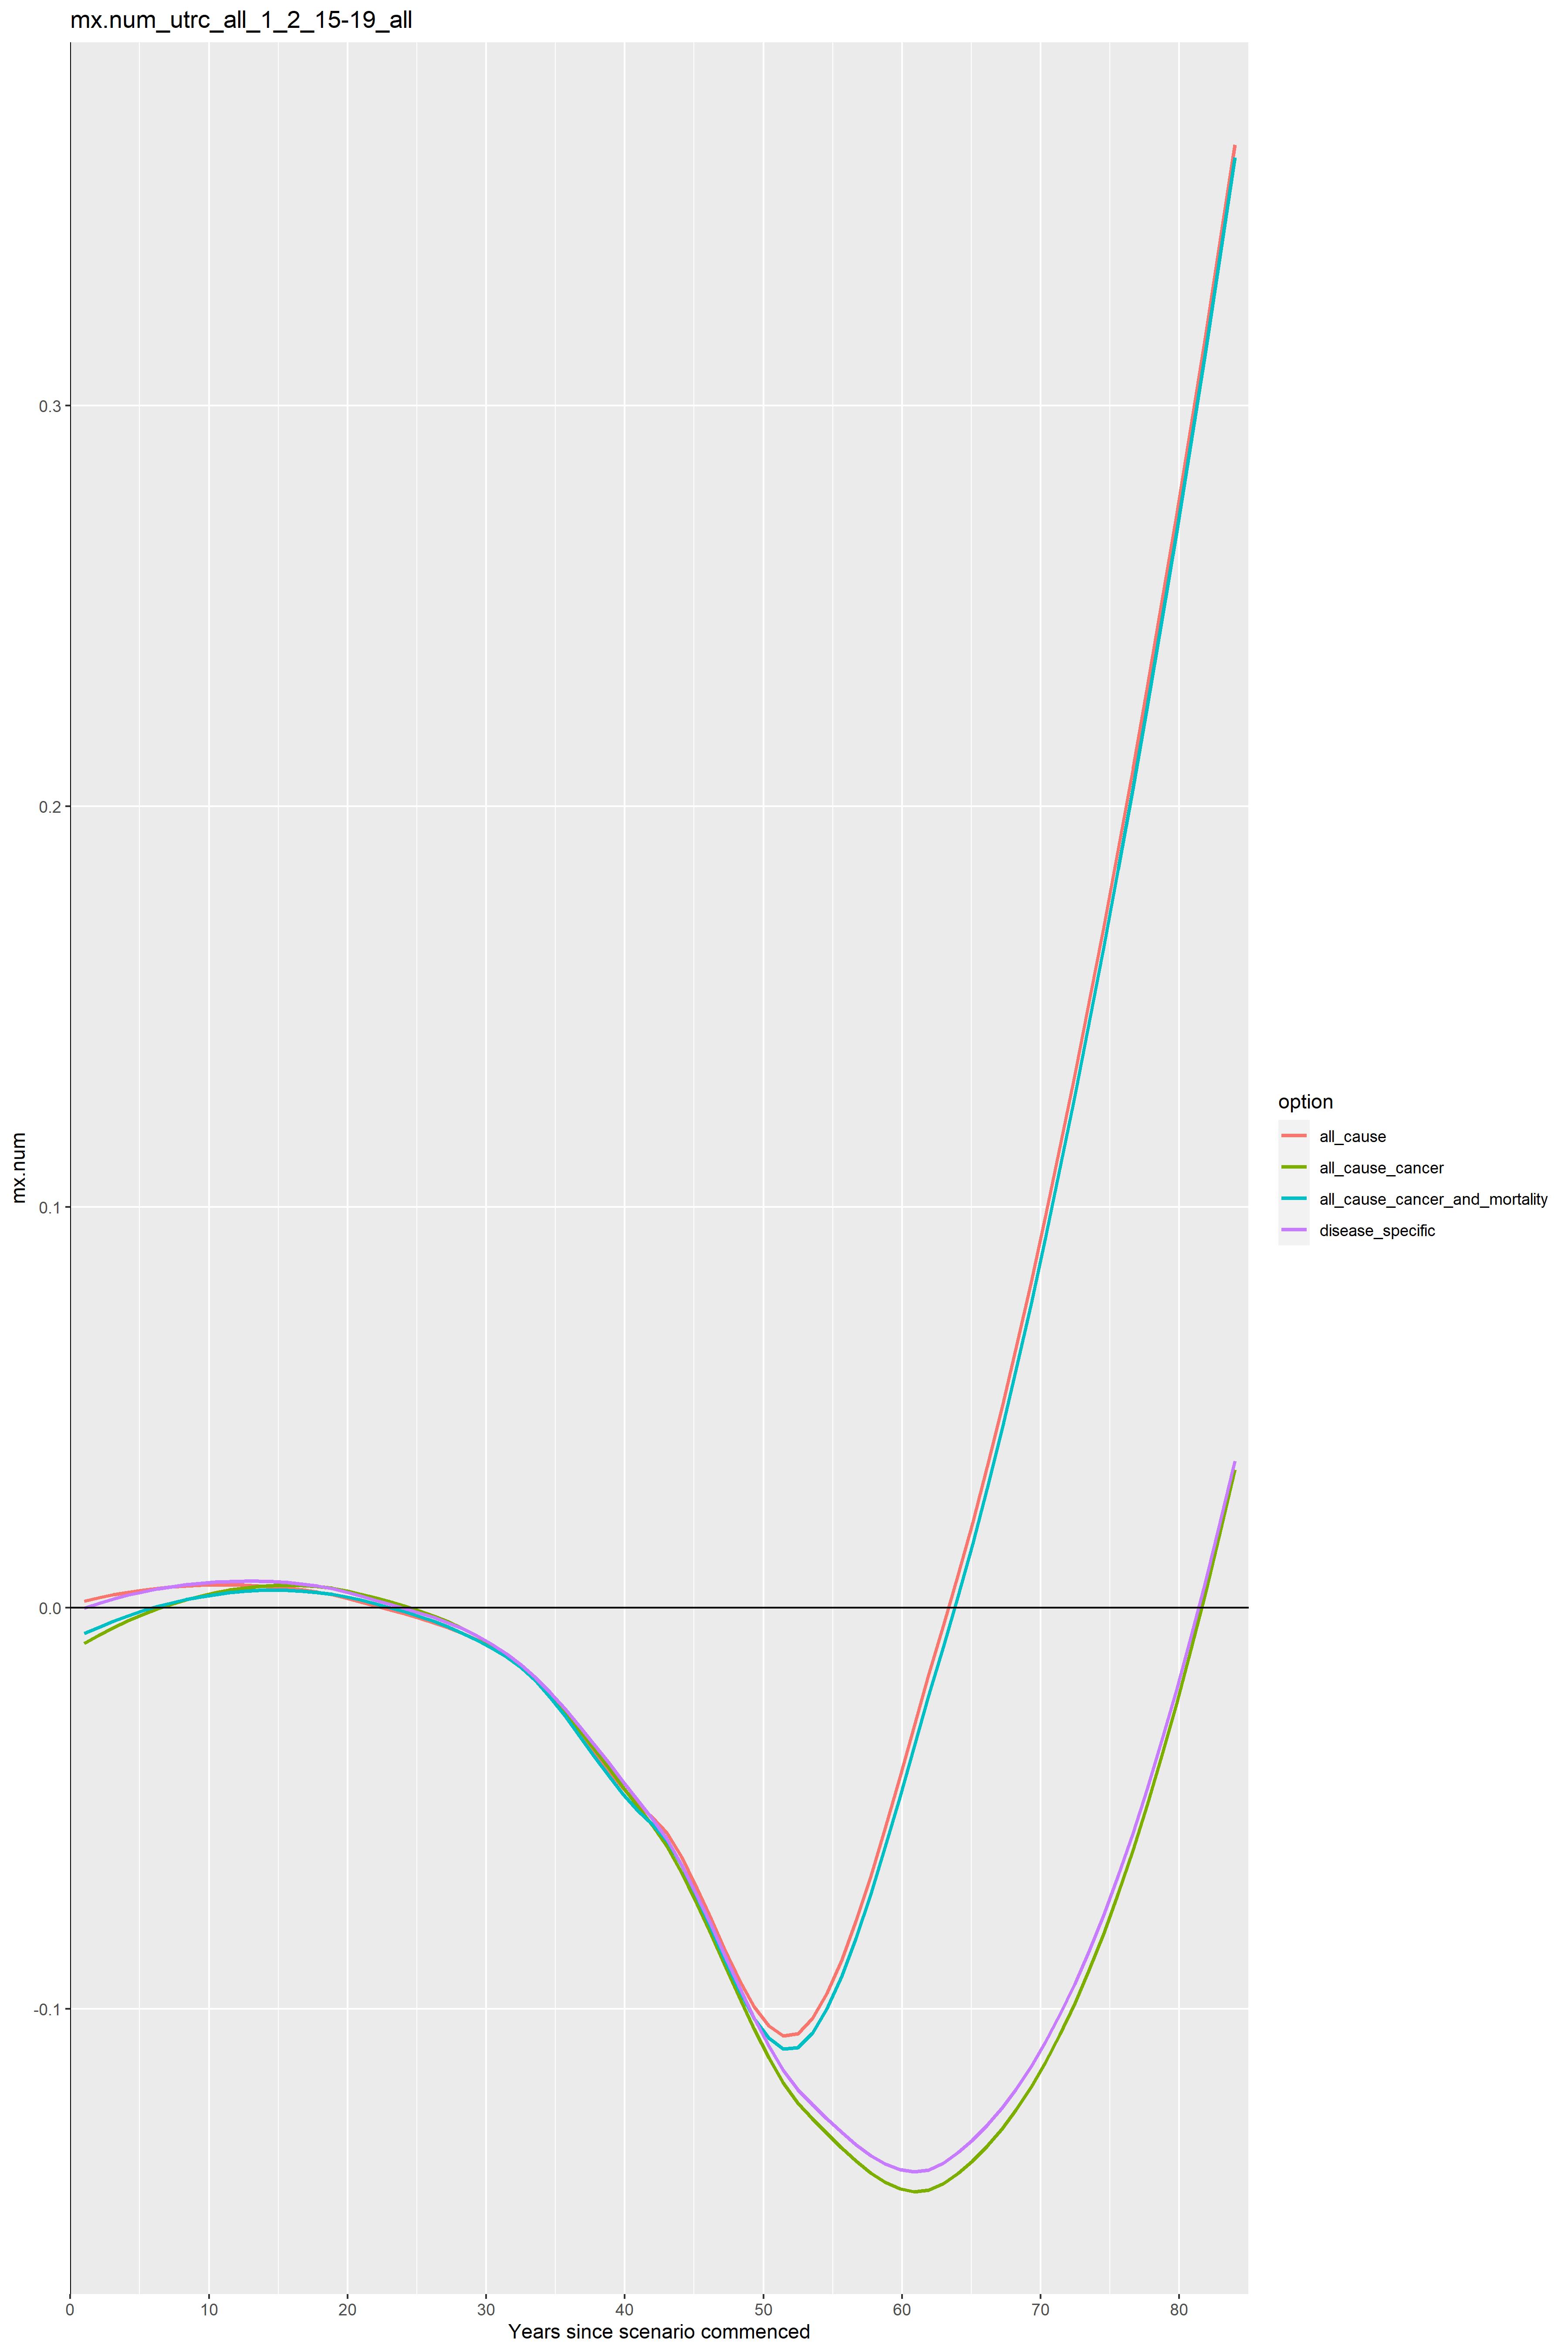 mx.num_utrc_all_1_2_15-19_all
0.3
0.2
0.1
0.0
-0.1
mx.num
0 10 20 30 40 50 60 70 80
Years since scenario commenced
option
all_cause
all_cause_cancer
all_cause_cancer_and_mortality
disease_specific